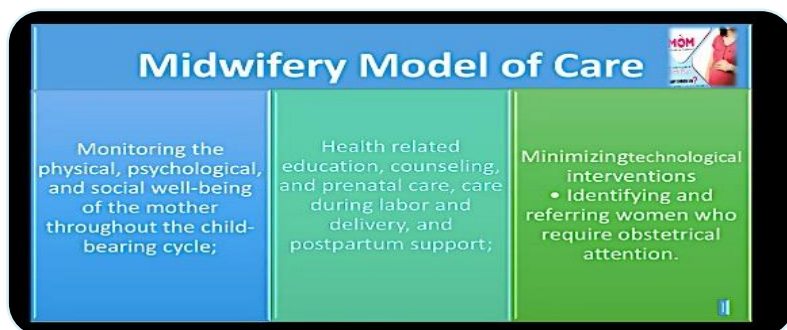 Midwifery Model of Care
MÒM
Monitoring the
physical, psychological,
and social well-being
of the mother
throughout the child-
bearing cycle;
Health related
education, counseling,
and prenatal care, care
during labor and
delivery, and
postpartum support;
Minimizingtechnological
interventions
• Identifying and
referring women who
require obstetrical
attention.